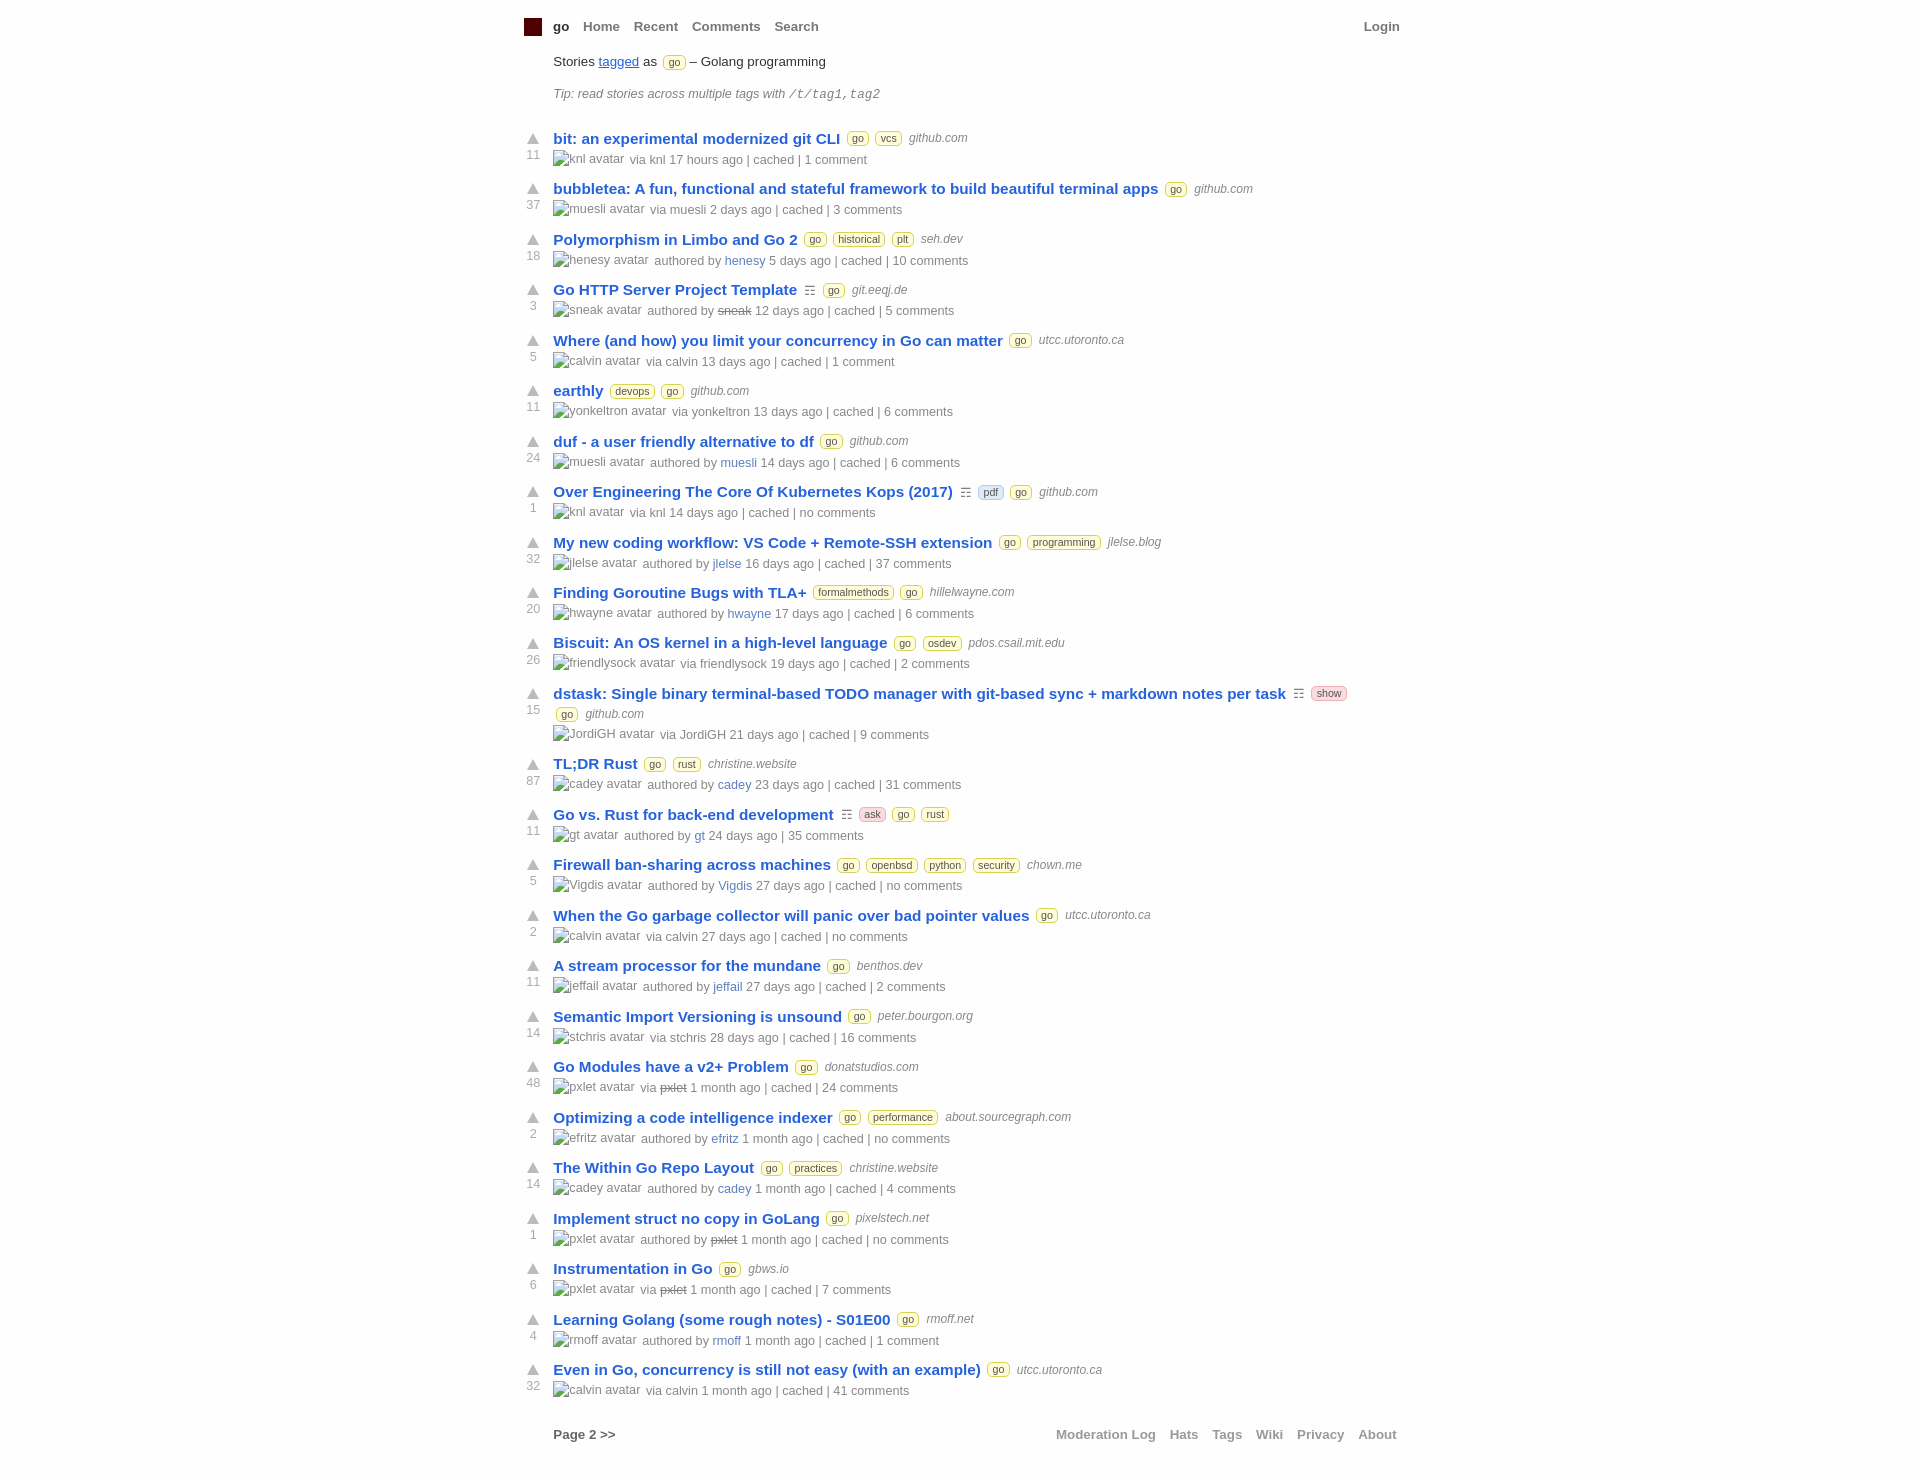 go Home Recent Comments Search Login
Stories tagged as go – Golang programming
Tip: read stories across multiple tags with /t/tag1,tag2
bit: an experimental modernized git CLI go vcs github.com
11 knl avatar via knl 17 hours ago | cached | 1 comment
bubbletea: A fun, functional and stateful framework to build beautiful terminal apps go github.com
37 muesli avatar via muesli 2 days ago | cached | 3 comments
Polymorphism in Limbo and Go 2 go historical plt seh.dev
18 henesy avatar authored by henesy 5 days ago | cached | 10 comments
Go HTTP Server Project Template ☶ go git.eeqj.de
3 sneak avatar authored by sneak 12 days ago | cached | 5 comments
Where (and how) you limit your concurrency in Go can matter go utcc.utoronto.ca
5 calvin avatar via calvin 13 days ago | cached | 1 comment
earthly devops go github.com
11 yonkeltron avatar via yonkeltron 13 days ago | cached | 6 comments
duf - a user friendly alternative to df go github.com
24 muesli avatar authored by muesli 14 days ago | cached | 6 comments
Over Engineering The Core Of Kubernetes Kops (2017) ☶ pdf go github.com
1 knl avatar via knl 14 days ago | cached | no comments
My new coding workflow: VS Code + Remote-SSH extension go programming jlelse.blog
32 jlelse avatar authored by jlelse 16 days ago | cached | 37 comments
Finding Goroutine Bugs with TLA+ formalmethods go hillelwayne.com
20 hwayne avatar authored by hwayne 17 days ago | cached | 6 comments
Biscuit: An OS kernel in a high-level language go osdev pdos.csail.mit.edu
26 friendlysock avatar via friendlysock 19 days ago | cached | 2 comments
dstask: Single binary terminal-based TODO manager with git-based sync + markdown notes per task ☶ show
15 go github.com
JordiGH avatar via JordiGH 21 days ago | cached | 9 comments
TL;DR Rust go rust christine.website
87 cadey avatar authored by cadey 23 days ago | cached | 31 comments
Go vs. Rust for back-end development ☶ ask go rust
11 gt avatar authored by gt 24 days ago | 35 comments
Firewall ban-sharing across machines go openbsd python security chown.me
5 Vigdis avatar authored by Vigdis 27 days ago | cached | no comments
When the Go garbage collector will panic over bad pointer values go utcc.utoronto.ca
2 calvin avatar via calvin 27 days ago | cached | no comments
A stream processor for the mundane go benthos.dev
11 jeffail avatar authored by jeffail 27 days ago | cached | 2 comments
Semantic Import Versioning is unsound go peter.bourgon.org
14 stchris avatar via stchris 28 days ago | cached | 16 comments
Go Modules have a v2+ Problem go donatstudios.com
48 pxlet avatar via pxlet 1 month ago | cached | 24 comments
Optimizing a code intelligence indexer go performance about.sourcegraph.com
2 efritz avatar authored by efritz 1 month ago | cached | no comments
The Within Go Repo Layout go practices christine.website
14 cadey avatar authored by cadey 1 month ago | cached | 4 comments
Implement struct no copy in GoLang go pixelstech.net
1 pxlet avatar authored by pxlet 1 month ago | cached | no comments
Instrumentation in Go go gbws.io
6 pxlet avatar via pxlet 1 month ago | cached | 7 comments
Learning Golang (some rough notes) - S01E00 go rmoff.net
4 rmoff avatar authored by rmoff 1 month ago | cached | 1 comment
Even in Go, concurrency is still not easy (with an example) go utcc.utoronto.ca
32 calvin avatar via calvin 1 month ago | cached | 41 comments
Page 2 >> Moderation Log Hats Tags Wiki Privacy About